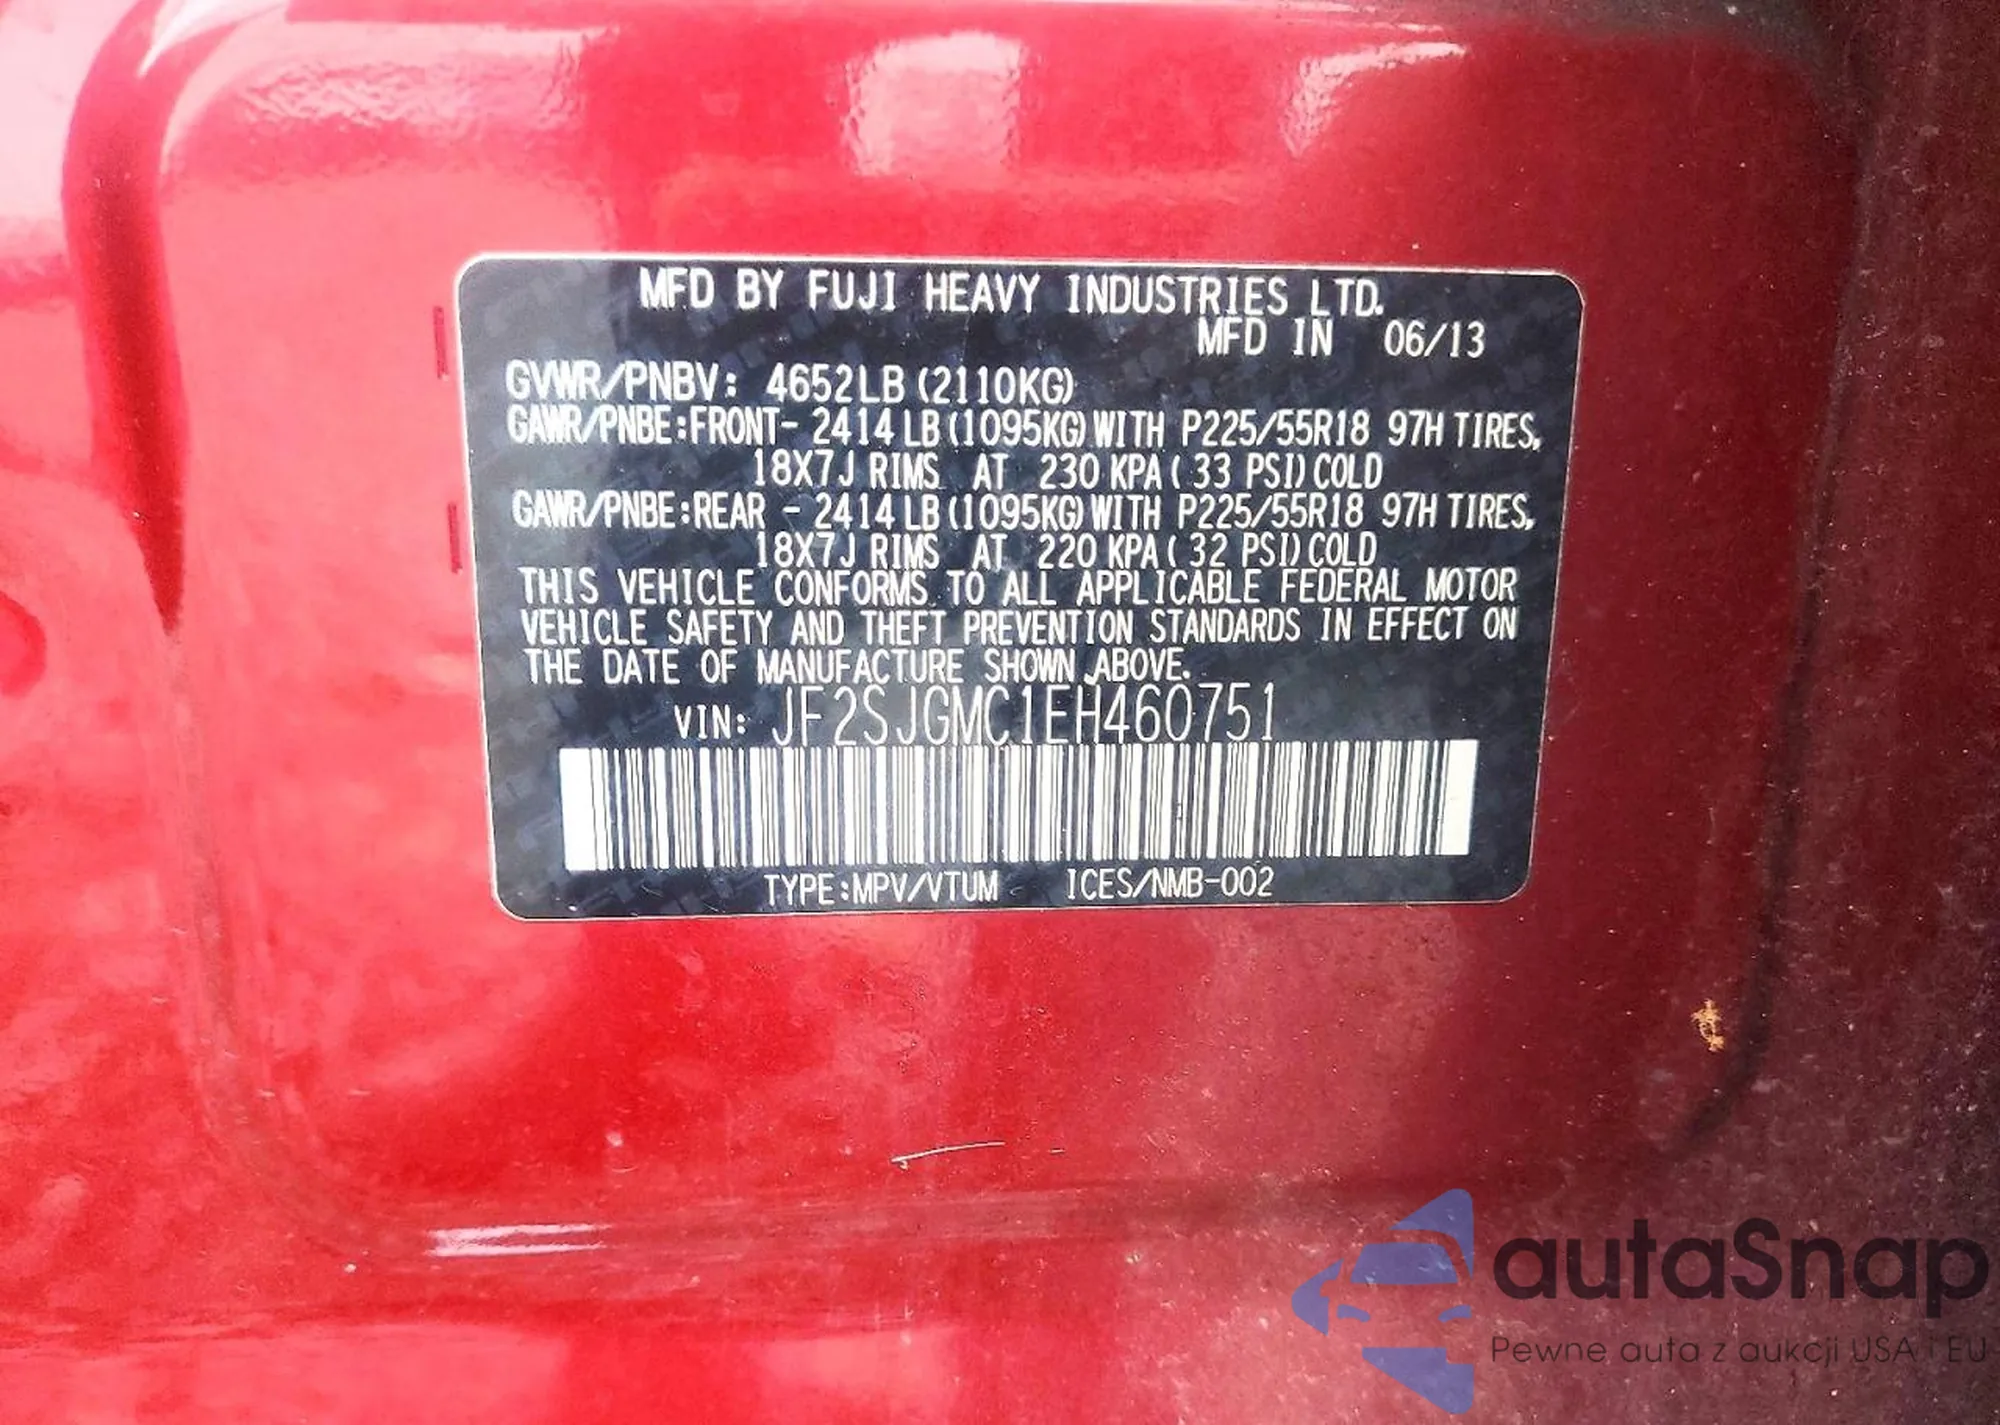 MFD BY FUJI HEAVY INDUSTRIES LTD.
MFD IN 06/13
GVWR/PNBV: 4652LB (2110KG)
GAWR/PNBE:FRONT- 2414 LB (1095KG) WITH P225/55R18 97H TIRES,
18X7J RIMS AT 230 KPA ( 33 PSI) COLD
GAWR/PNBE:REAR - 2414 LB (1095KG) WITH P225/55R18 97H TIRES,
18X7J RIMS AT 220 KPA ( 32 PSI) COLD
THIS VEHICLE CONFORMS TO ALL APPLICABLE FEDERAL MOTOR
VEHICLE SAFETY AND THEFT PREVENTION STANDARDS IN EFFECT ON
THE DATE OF MANUFACTURE SHOWN ABOVE.
VIN: JF2SJGMC1EH460751
TYPE:MPV/VTUM ICES/NMB-002
autaSnap
Pewne auta z aukcji USA i EU